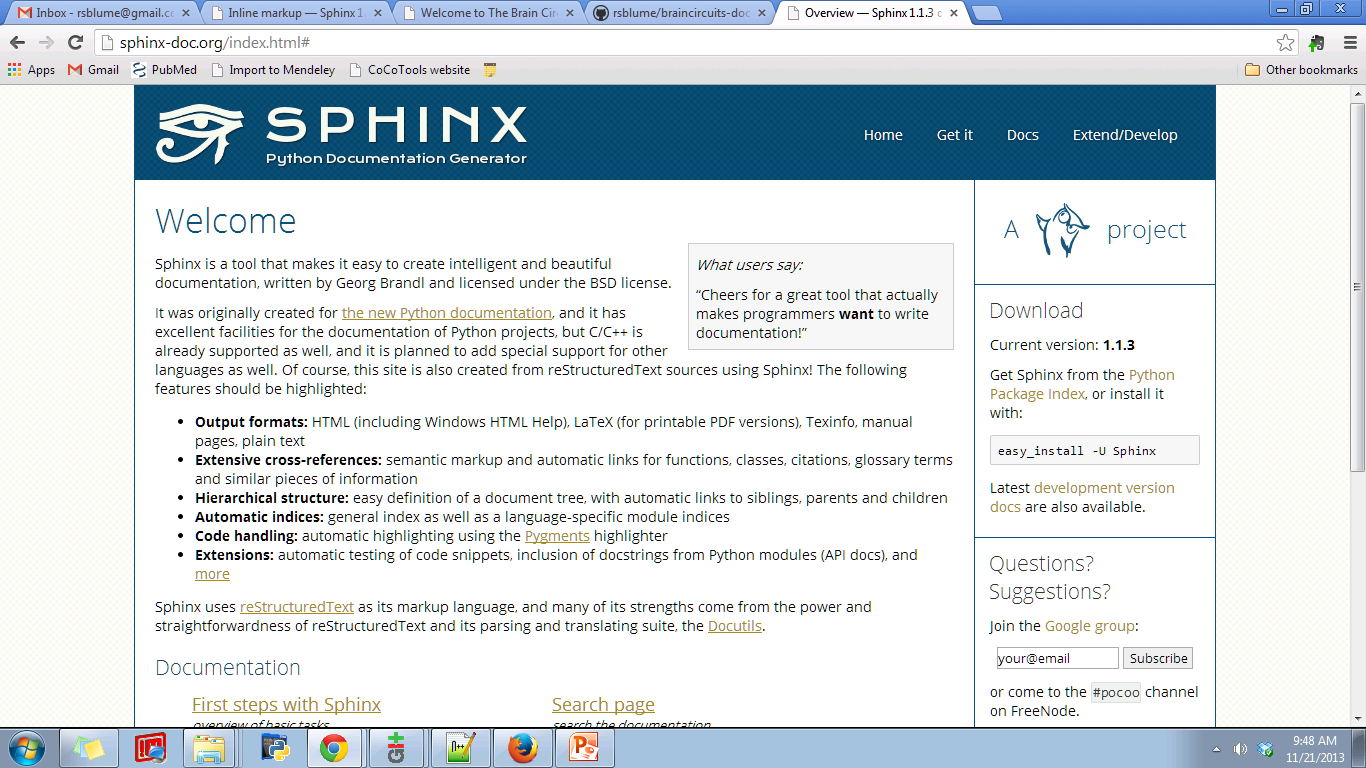 Inbox - rsblume@gmail.co
Inline markup — Sphinx 1
Welcome to The Brain Circ
rsblume/braincircuits-doc
Overview — Sphinx 1.1.3 d
sphinx-doc.org/index.html#
Apps
Gmail
PubMed
Import to Mendeley
CoCoTools website
Other bookmarks
SPHINX
Python Documentation Generator
Home
Get it
Docs
Extend/Develop
Welcome
Sphinx is a tool that makes it easy to create intelligent and beautiful
documentation, written by Georg Brandl and licensed under the BSD license.
What users say:
“Cheers for a great tool that actually
makes programmers want to write
documentation!”
It was originally created for the new Python documentation, and it has
excellent facilities for the documentation of Python projects, but C/C++ is
already supported as well, and it is planned to add special support for other
languages as well. Of course, this site is also created from reStructuredText sources using Sphinx! The following
features should be highlighted:
• Output formats: HTML (including Windows HTML Help), LaTeX (for printable PDF versions), Texinfo, manual
pages, plain text
• Extensive cross-references: semantic markup and automatic links for functions, classes, citations, glossary terms
and similar pieces of information
• Hierarchical structure: easy definition of a document tree, with automatic links to siblings, parents and children
• Automatic indices: general index as well as a language-specific module indices
• Code handling: automatic highlighting using the Pygments highlighter
• Extensions: automatic testing of code snippets, inclusion of docstrings from Python modules (API docs), and
more
Sphinx uses reStructuredText as its markup language, and many of its strengths come from the power and
straightforwardness of reStructuredText and its parsing and translating suite, the Docutils.
Documentation
First steps with Sphinx
overview of basic tasks
Search page
search the documentation
A project
Download
Current version: 1.1.3
Get Sphinx from the Python
Package Index, or install it
with:
easy_install -U Sphinx
Latest development version
docs are also available.
Questions?
Suggestions?
Join the Google group:
your@email
Subscribe
or come to the #pocoo channel
on FreeNode.
9:48 AM
11/21/2013